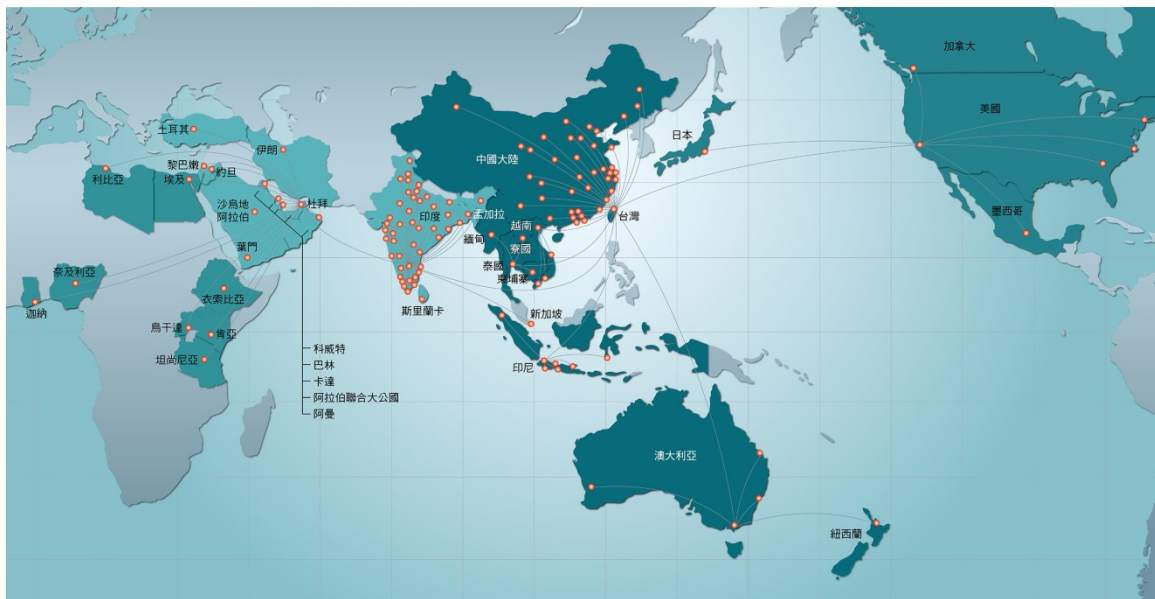 加拿大
美國
日本
土耳其
伊朗
中國大陸
黎巴嫩
約旦
利比亞
埃及
沙烏地
阿拉伯
杜拜
印度
孟加拉
台灣
墨西哥
越南
緬甸
寮國
葉門
泰國
奈及利亞
柬埔寨
衣索比亞
斯里蘭卡
新加坡
迦納
烏干達
肯亞
坦尚尼亞
科威特
巴林
卡達
阿拉伯聯合大公國
阿曼
印尼
澳大利亞
紐西蘭